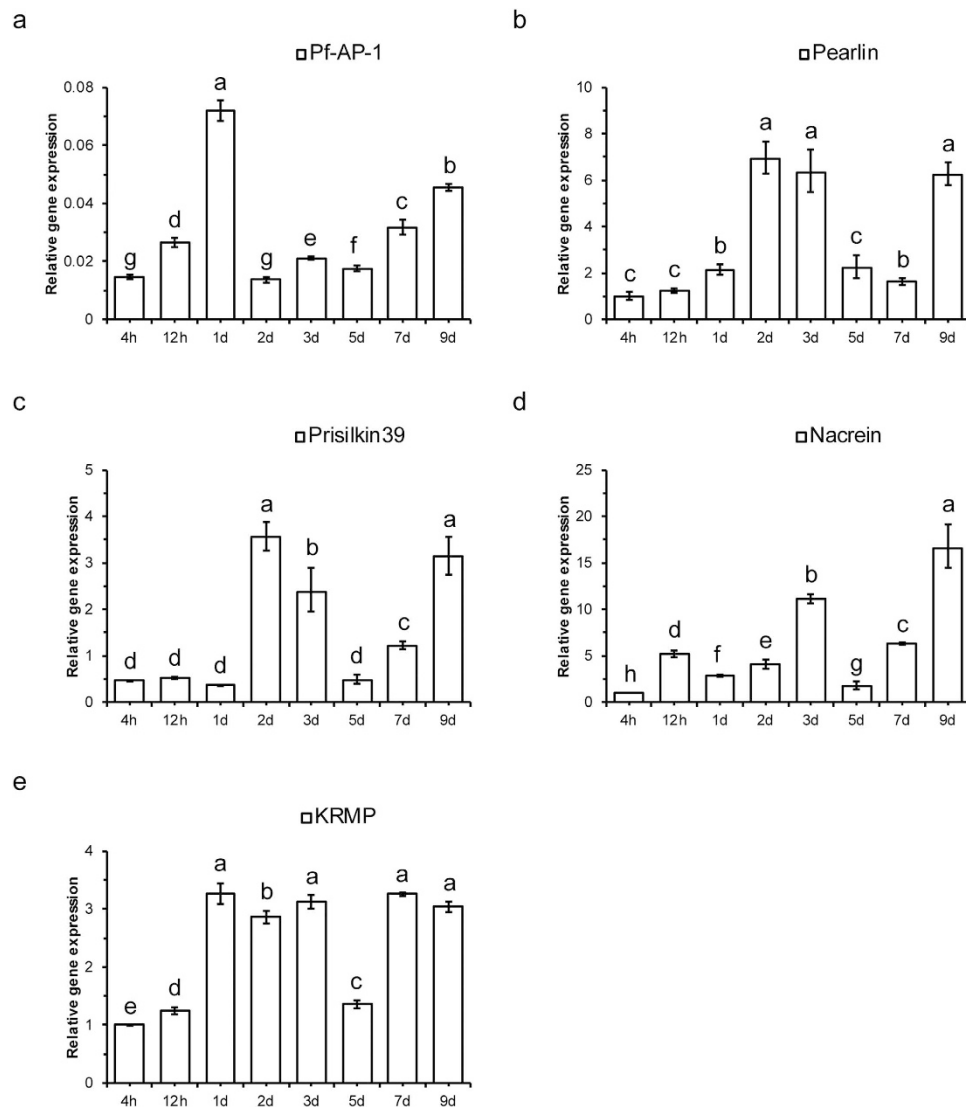 a
Pf-AP-1
Relative gene expression
0.08
0.06
0.04
0.02
0
g
d
a
g
e
f
c
b
4h 12h 1d 2d 3d 5d 7d 9d
b
Pearlin
Relative gene expression
10
8
6
4
2
0
c
c
b
a
a
c
b
a
4h 12h 1d 2d 3d 5d 7d 9d
c
Prisilkin39
Relative gene expression
5
4
3
2
1
0
d
d
d
a
b
d
c
a
4h 12h 1d 2d 3d 5d 7d 9d
d
Nacrein
Relative gene expression
25
20
15
10
5
0
h
d
f
e
b
g
c
a
4h 12h 1d 2d 3d 5d 7d 9d
e
KRMP
Relative gene expression
4
3
2
1
0
e
d
a
b
a
c
a
a
4h 12h 1d 2d 3d 5d 7d 9d